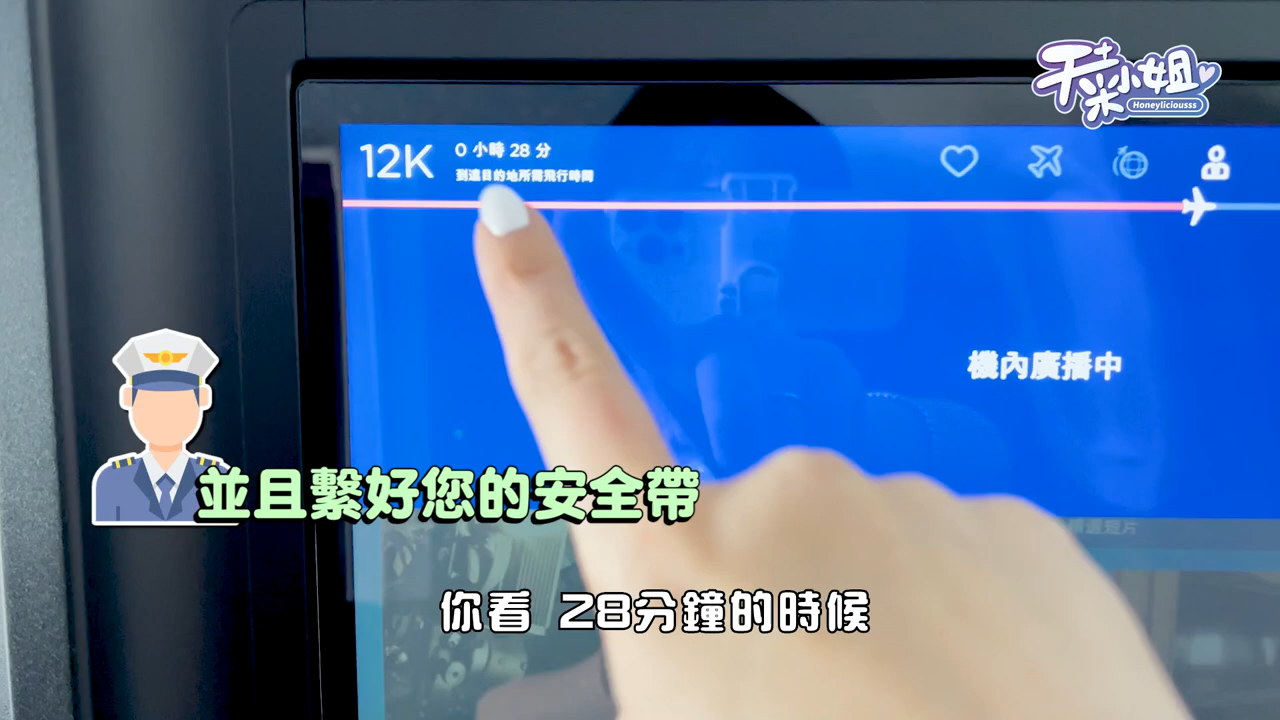 千菜小姐
Honeyliciousss
12K
0 小時 28 分
到達目的地所需飛行時間
機內廣播中
並且繫好您的安全帶
你看 28分鐘的時候